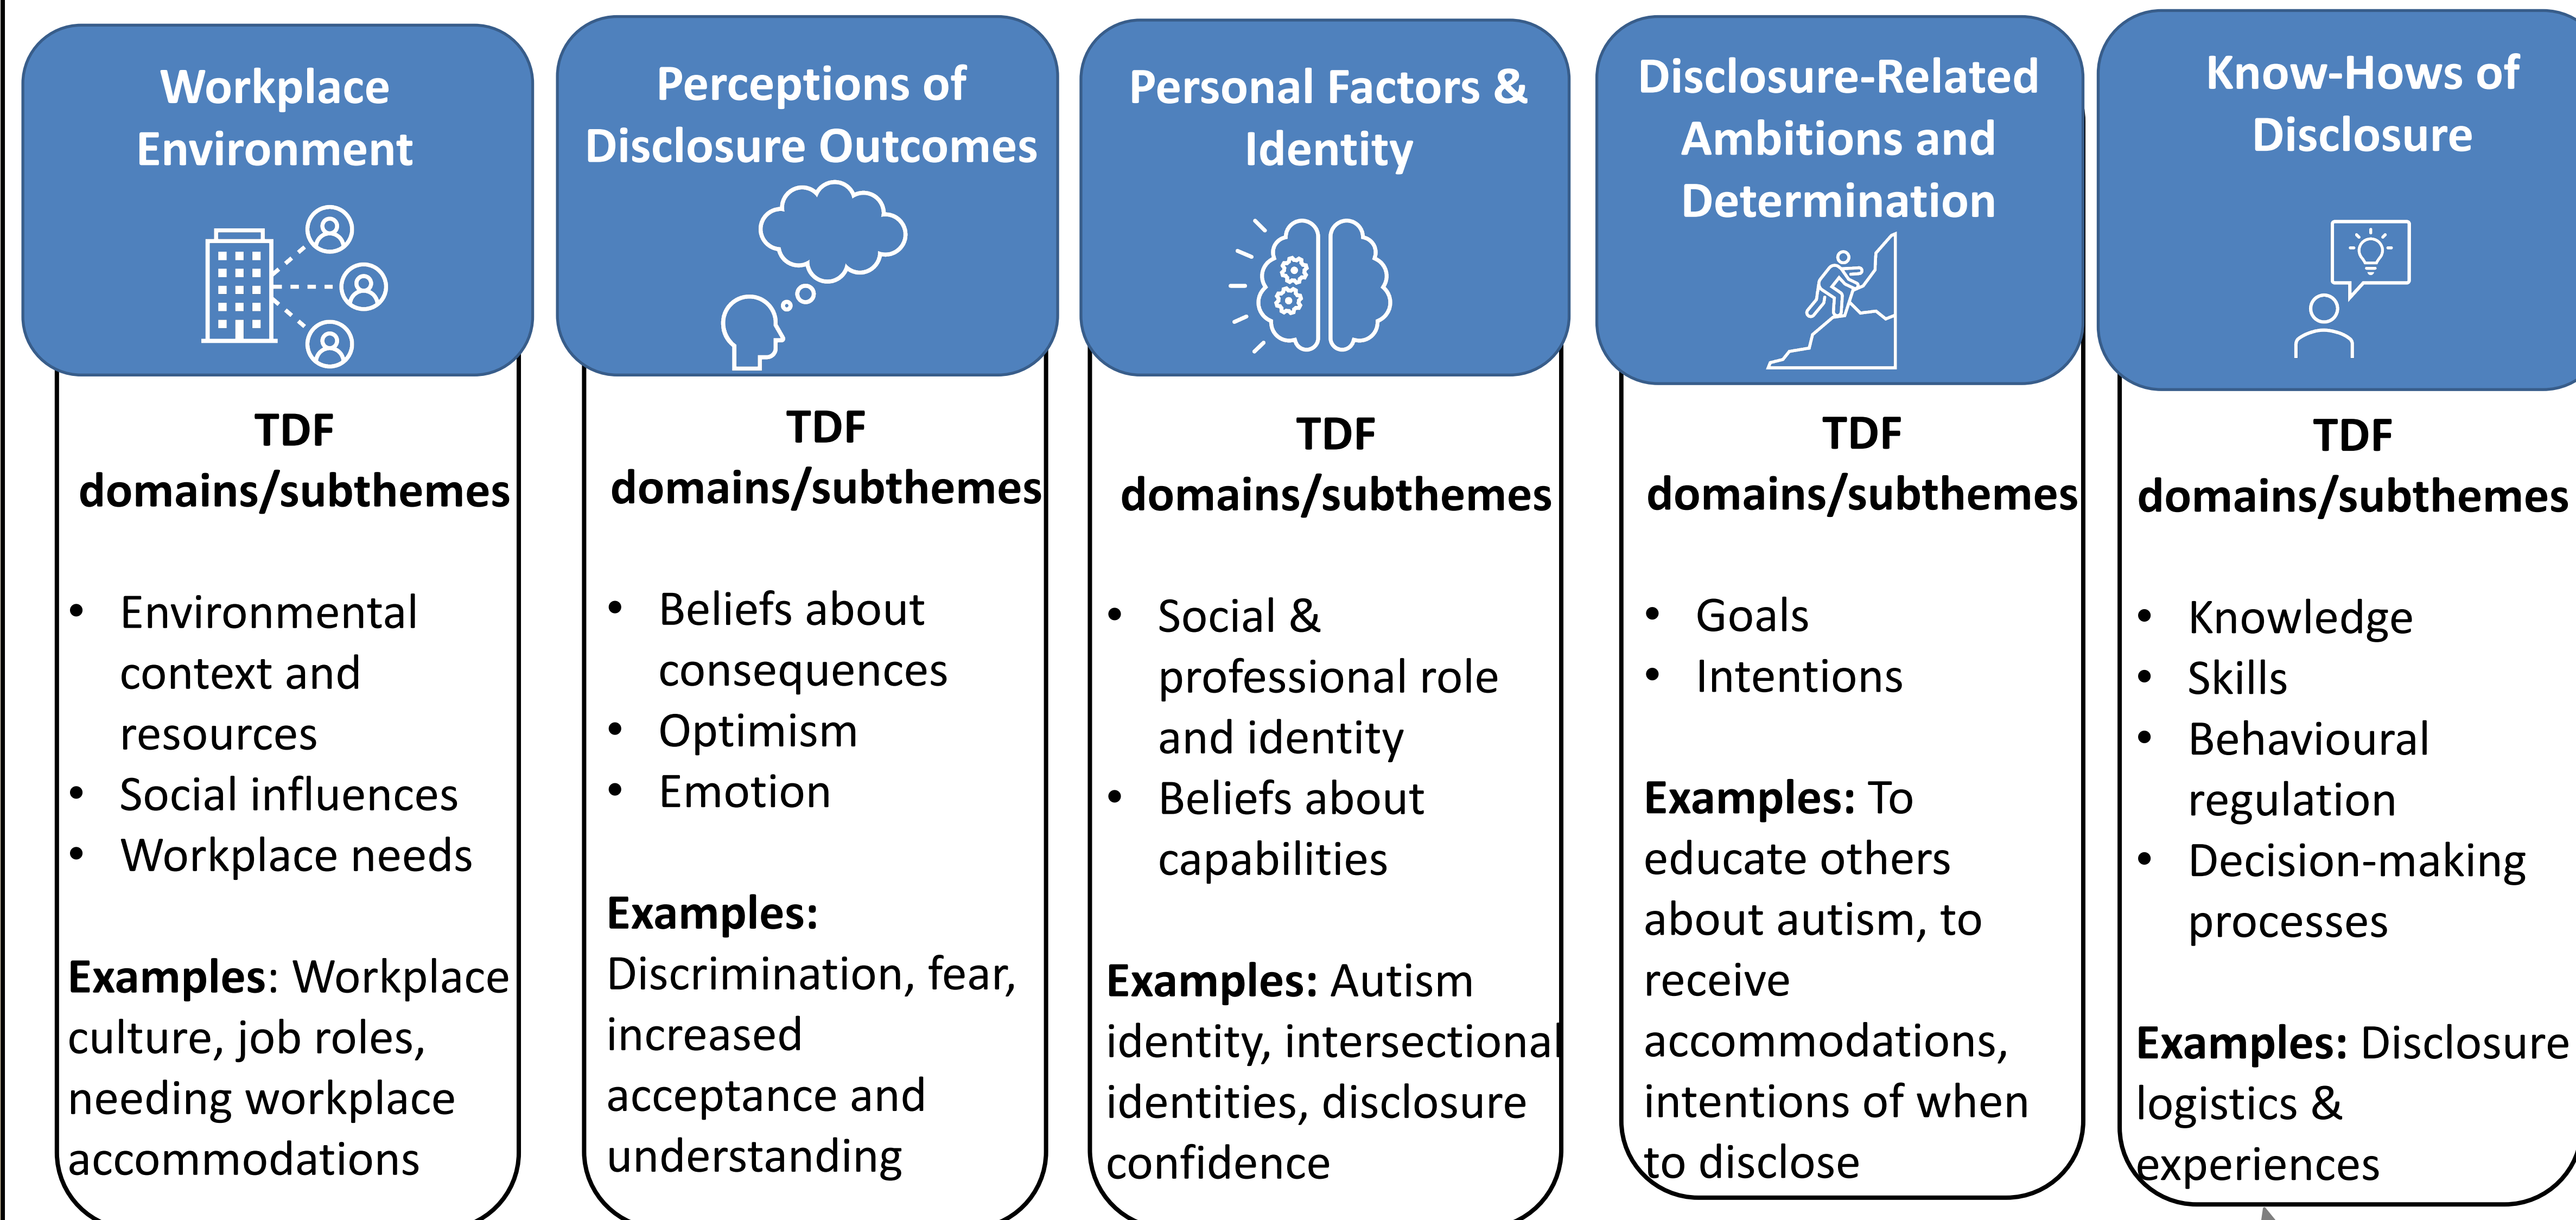 Workplace
Environment
TDF
domains/subthemes
• Environmental
context and
resources
• Social influences
• Workplace needs
Examples: Workplace
culture, job roles,
needing workplace
accommodations
Perceptions of
Disclosure Outcomes
TDF
domains/subthemes
• Beliefs about
consequences
• Optimism
• Emotion
Examples:
Discrimination, fear,
increased
acceptance and
understanding
Personal Factors &
Identity
TDF
domains/subthemes
• Social &
professional role
and identity
• Beliefs about
capabilities
Examples: Autism
identity, intersectional
identities, disclosure
confidence
Disclosure-Related
Ambitions and
Determination
TDF
domains/subthemes
• Goals
• Intentions
Examples: To
educate others
about autism, to
receive
accommodations,
intentions of when
to disclose
Know-Hows of
Disclosure
TDF
domains/subthemes
• Knowledge
• Skills
• Behavioural
regulation
• Decision-making
processes
Examples: Disclosure
logistics &
experiences